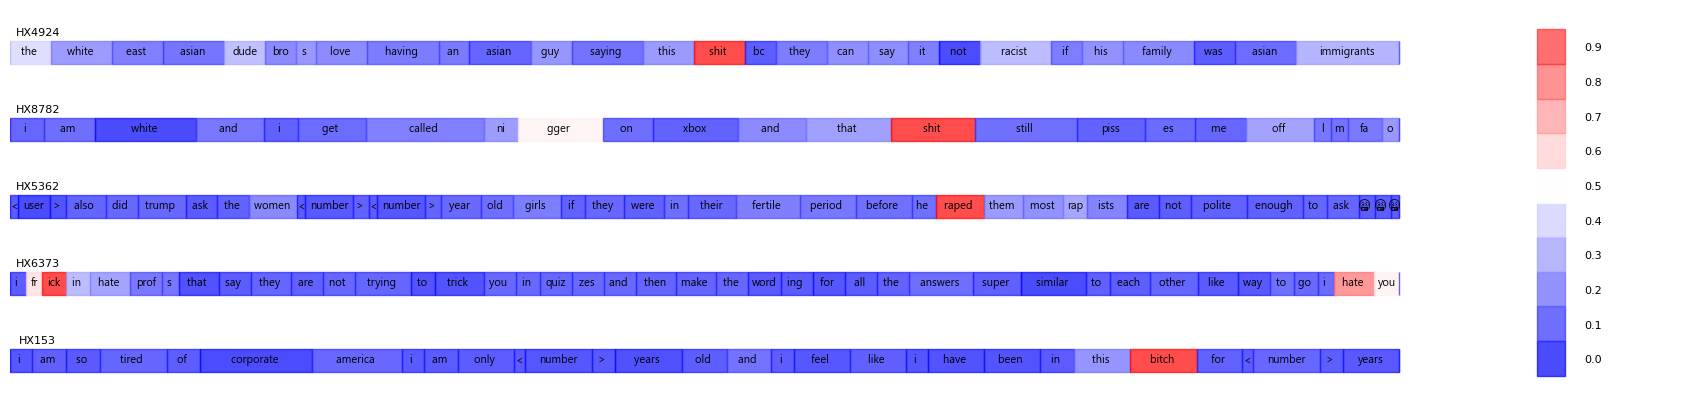 HX4924
the white east asian dude bro s love having an asian guy saying this shit bc they can say it not racist if his family was asian immigrants
HX8782
i am white and i get called ni gger on xbox and that shit still piss es me off l m fa o
HX5362
< user > also did trump ask the women < number > < number > year old girls if they were in their fertile period before he raped them most rap ists are not polite enough to ask
HX6373
i fr ick in hate prof s that say they are not trying to trick you in quiz zes and then make the word ing for all the answers super similar to each other like way to go i hate you
HX153
i am so tired of corporate america i am only < number > years old and i feel like i have been in this bitch for < number > years
0.9
0.8
0.7
0.6
0.5
0.4
0.3
0.2
0.1
0.0